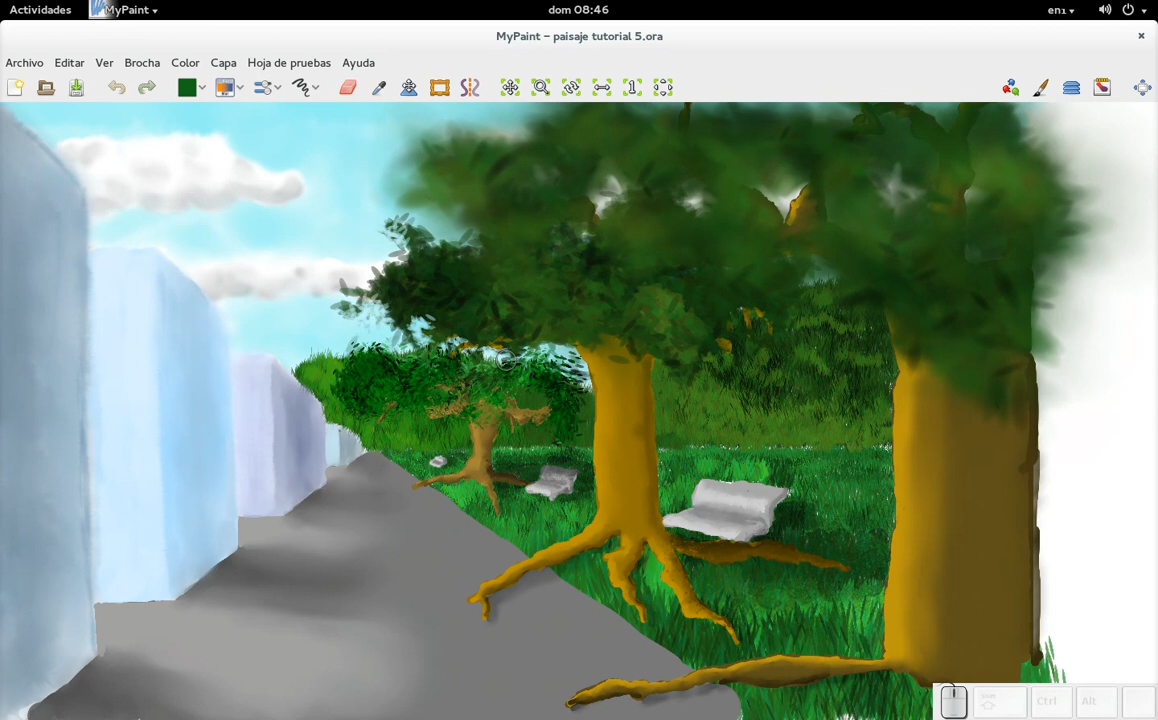 Actividades MyPaint dom 08:46 en₁
MyPaint – paisaje tutorial 5.ora ×
Archivo Editar Ver Brocha Color Capa Hoja de pruebas Ayuda
1
Ctrl Alt